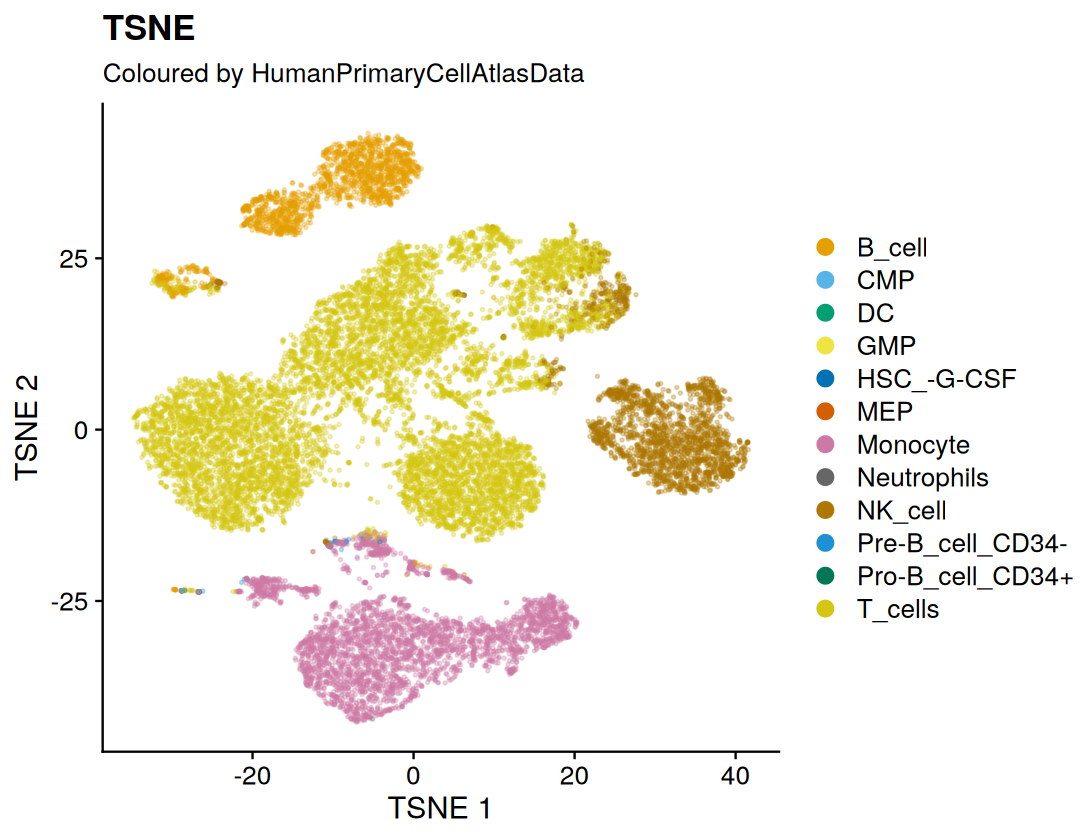 TSNE
Coloured by HumanPrimaryCellAtlasData
TSNE 2
25
0
-25
-20
0
20
40
TSNE 1
B_cell
CMP
DC
GMP
HSC_-G-CSF
MEP
Monocyte
Neutrophils
NK_cell
Pre-B_cell_CD34-
Pro-B_cell_CD34+
T_cells